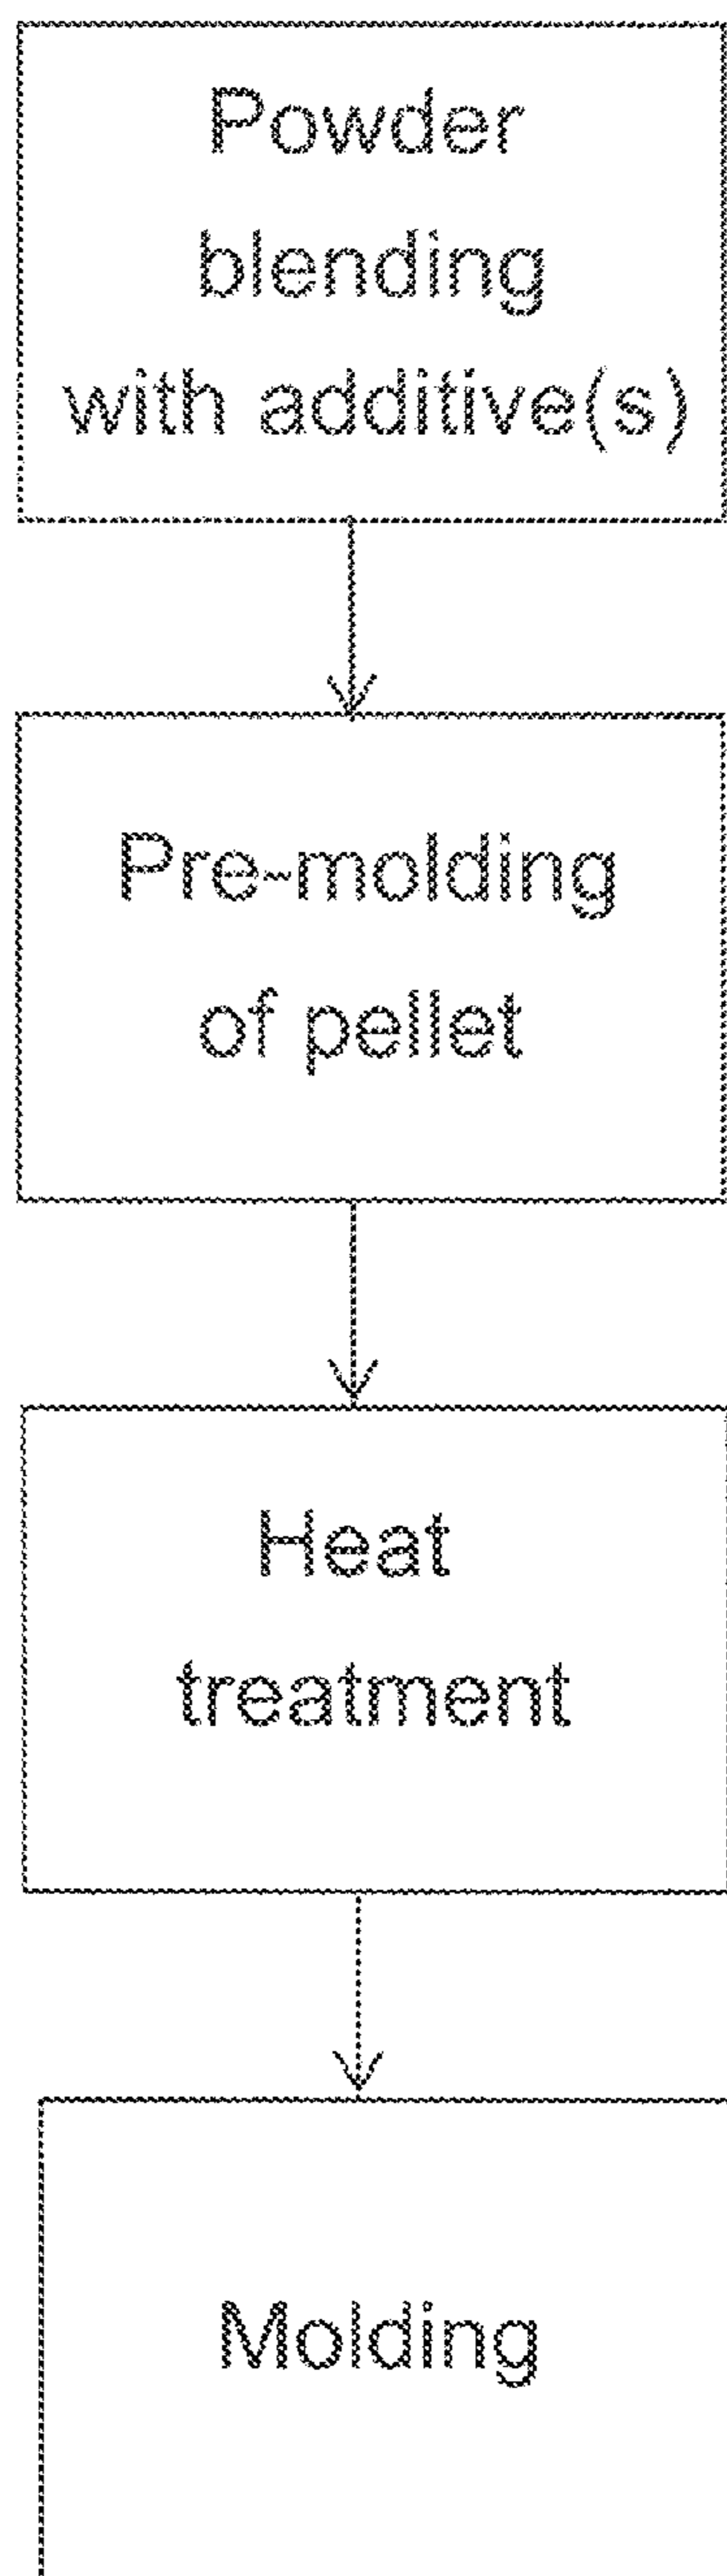 Powder
blending
with additive(s)
Pre-molding
of pellet
Heat
treatment
Molding